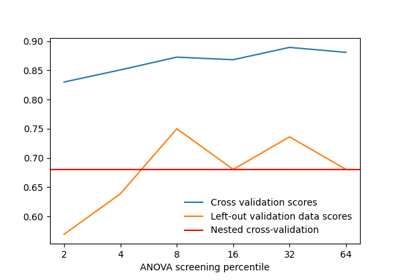 0.90
0.85
0.80
0.75
0.70
0.65
0.60
Cross validation scores
Left-out validation data scores
Nested cross-validation
2 4 8 16 32 64
ANOVA screening percentile